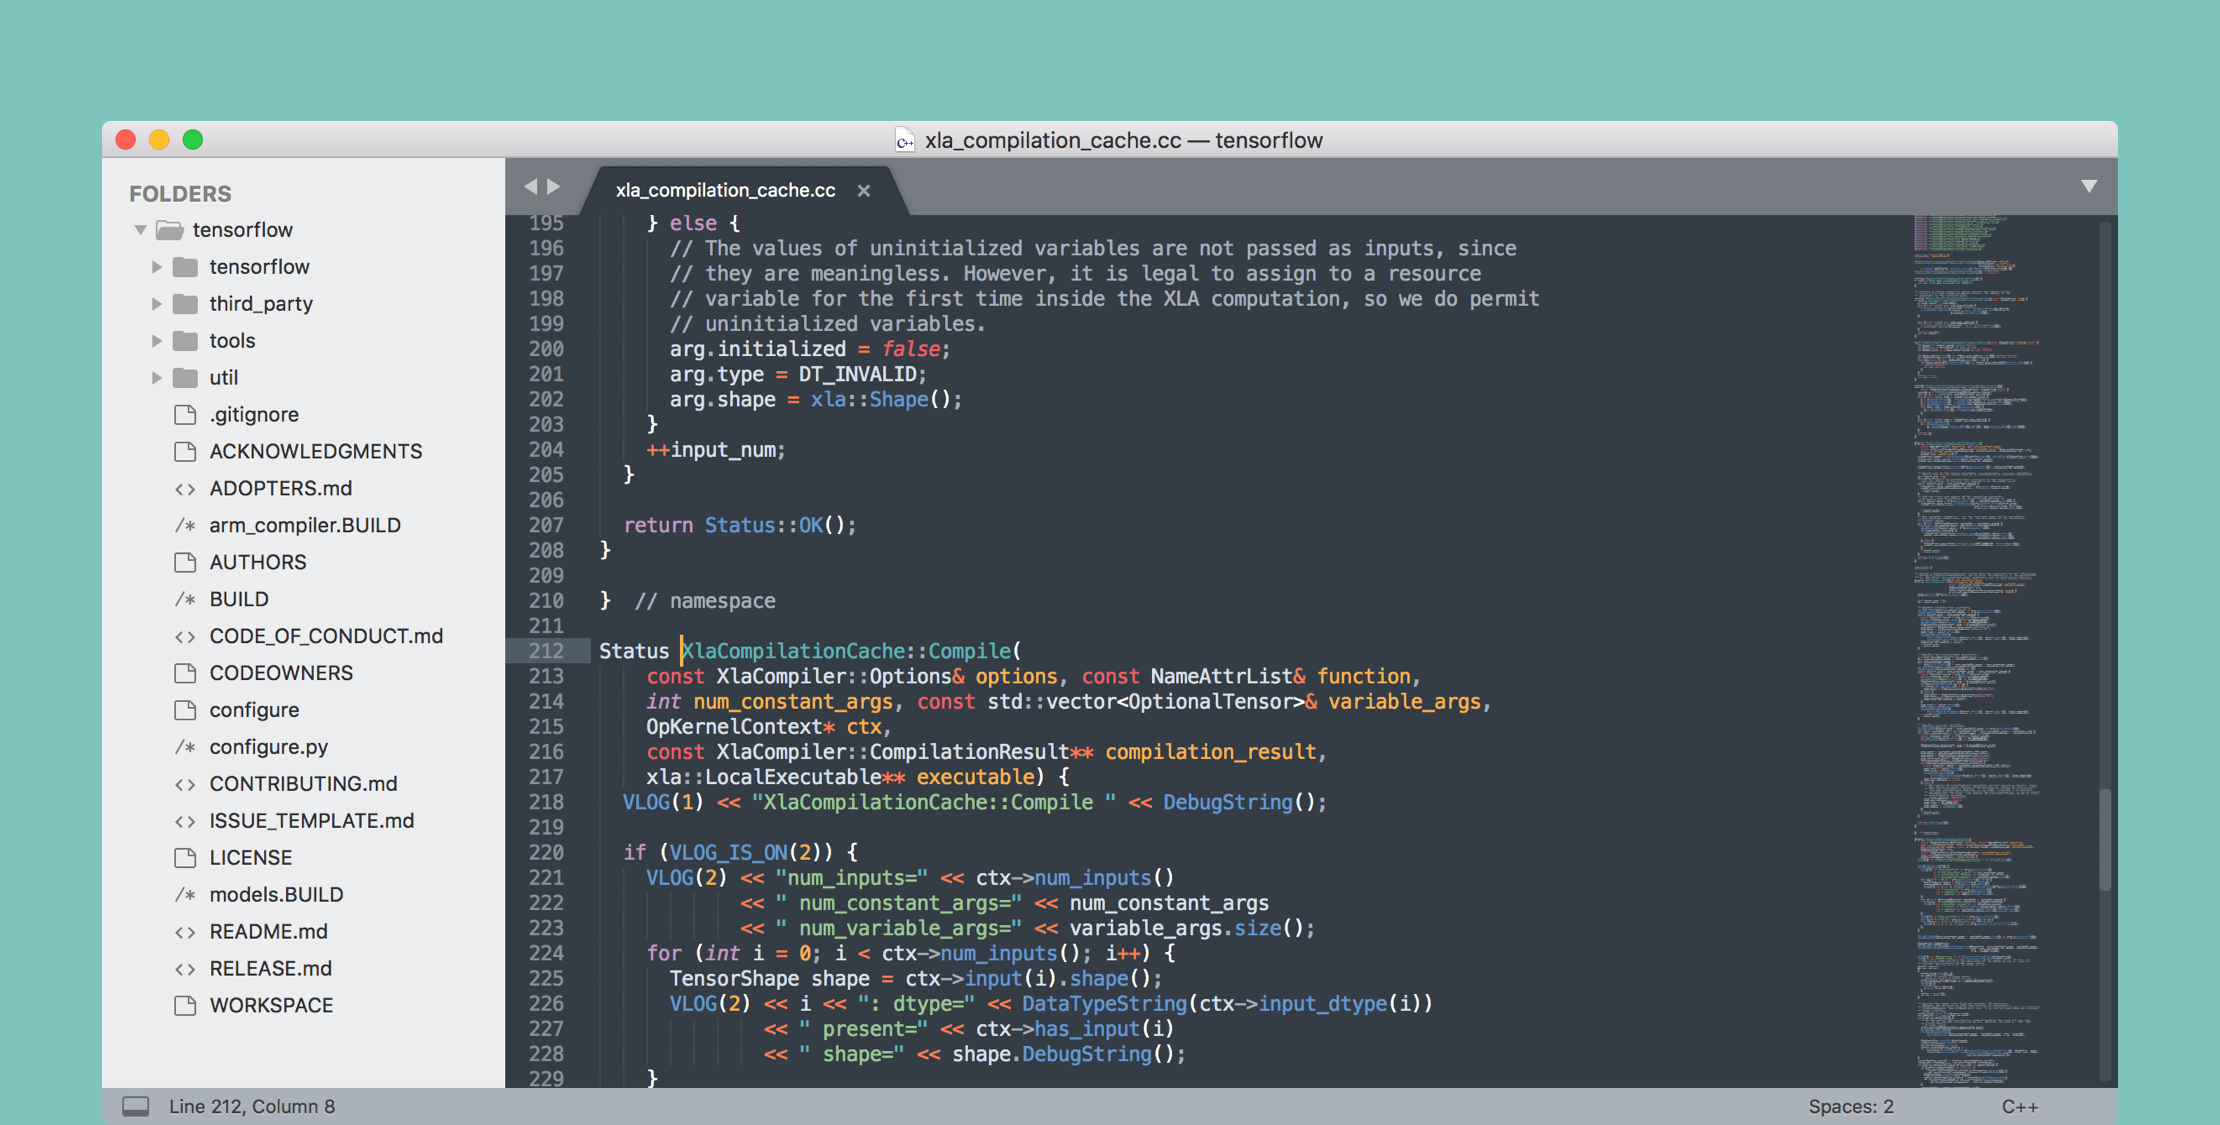 xla_compilation_cache.cc — tensorflow
FOLDERS
tensorflow
tensorflow
third_party
tools
util
.gitignore
ACKNOWLEDGMENTS
<> ADOPTERS.md
/* arm_compiler.BUILD
AUTHORS
/* BUILD
<> CODE_OF_CONDUCT.md
CODEOWNERS
configure
/* configure.py
<> CONTRIBUTING.md
<> ISSUE_TEMPLATE.md
LICENSE
/* models.BUILD
<> README.md
<> RELEASE.md
WORKSPACE
xla_compilation_cache.cc ×
195     } else {
196       // The values of uninitialized variables are not passed as inputs, since
197       // they are meaningless. However, it is legal to assign to a resource
198       // variable for the first time inside the XLA computation, so we do permit
199       // uninitialized variables.
200       arg.initialized = false;
201       arg.type = DT_INVALID;
202       arg.shape = xla::Shape();
203     }
204     ++input_num;
205   }
206
207   return Status::OK();
208 }
209
210 }  // namespace
211
212 Status XlaCompilationCache::Compile(
213     const XlaCompiler::Options& options, const NameAttrList& function,
214     int num_constant_args, const std::vector<OptionalTensor>& variable_args,
215     OpKernelContext* ctx,
216     const XlaCompiler::CompilationResult** compilation_result,
217     xla::LocalExecutable** executable) {
218   VLOG(1) << "XlaCompilationCache::Compile " << DebugString();
219
220   if (VLOG_IS_ON(2)) {
221     VLOG(2) << "num_inputs=" << ctx->num_inputs()
222             << " num_constant_args=" << num_constant_args
223             << " num_variable_args=" << variable_args.size();
224     for (int i = 0; i < ctx->num_inputs(); i++) {
225       TensorShape shape = ctx->input(i).shape();
226       VLOG(2) << i << ": dtype=" << DataTypeString(ctx->input_dtype(i))
227               << " present=" << ctx->has_input(i)
228               << " shape=" << shape.DebugString();
229     }
Line 212, Column 8
Spaces: 2
C++